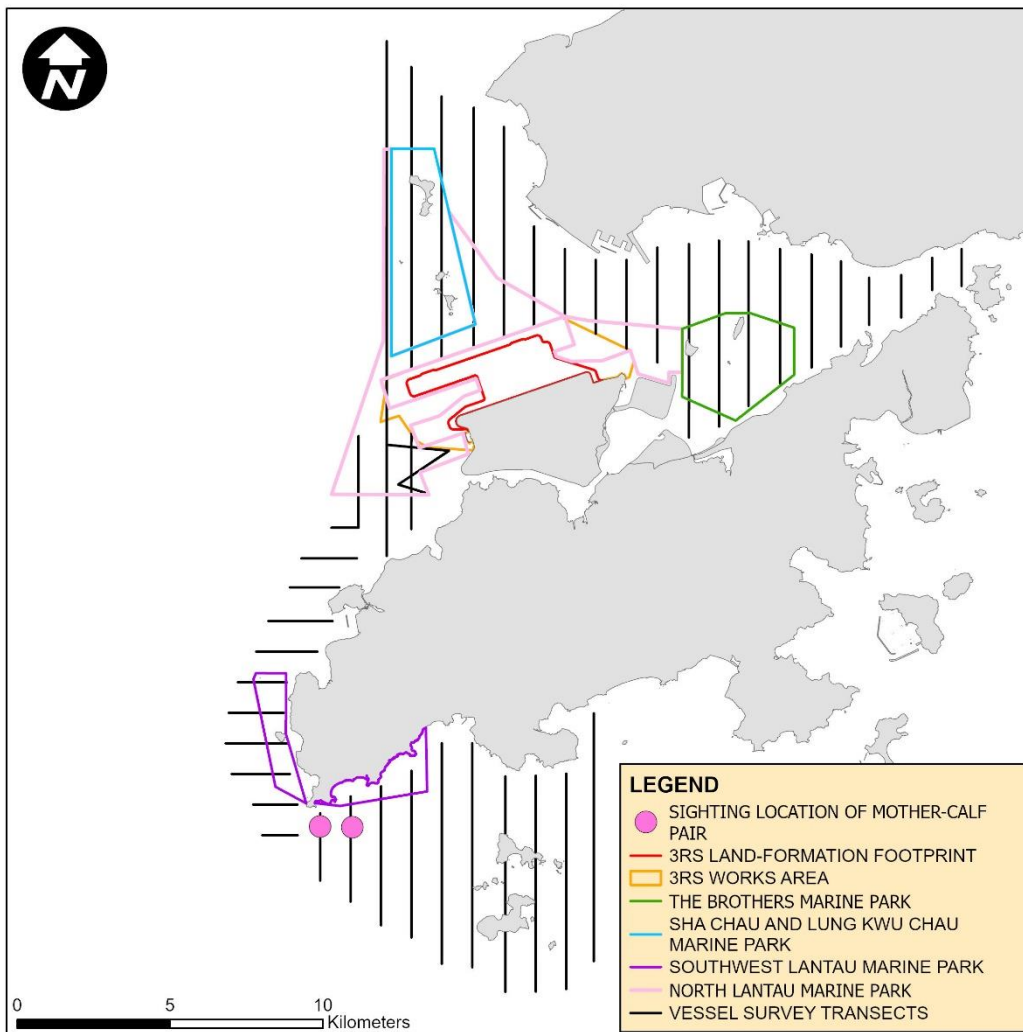 N
LEGEND
SIGHTING LOCATION OF MOTHER-CALF
PAIR
3RS LAND-FORMATION FOOTPRINT
3RS WORKS AREA
THE BROTHERS MARINE PARK
SHA CHAU AND LUNG KWU CHAU
MARINE PARK
SOUTHWEST LANTAU MARINE PARK
NORTH LANTAU MARINE PARK
VESSEL SURVEY TRANSECTS
0 5 10
Kilometers